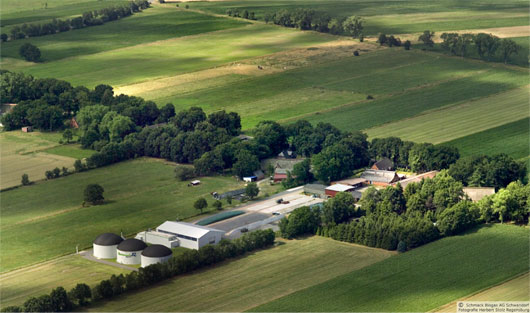 © Schmack Biogas AG Schwandorf
Fotografie Herbert Stolz Regensburg